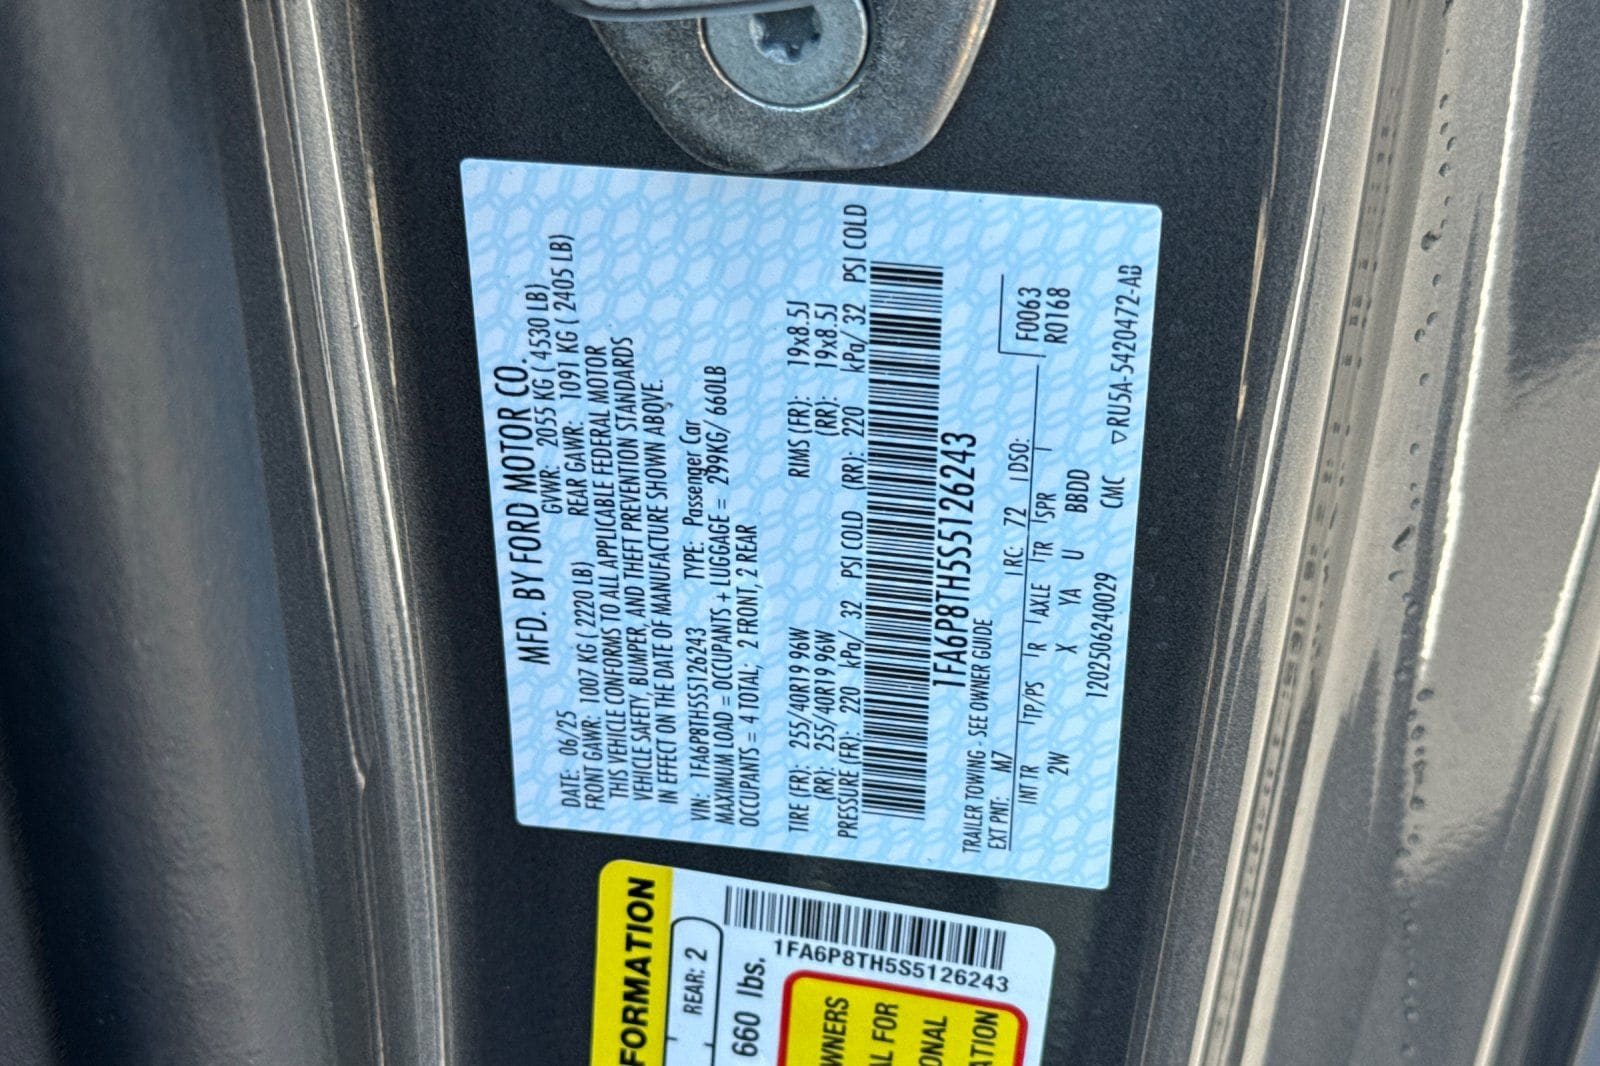 MFD. BY FORD MOTOR CO.
DATE: 06/25 GVWR: 2055 KG ( 4530 LB)
FRONT GAWR: 1007 KG ( 2220 LB) REAR GAWR: 1091 KG ( 2405 LB)
THIS VEHICLE CONFORMS TO ALL APPLICABLE FEDERAL MOTOR
VEHICLE SAFETY, BUMPER, AND THEFT PREVENTION STANDARDS
IN EFFECT ON THE DATE OF MANUFACTURE SHOWN ABOVE.
VIN: 1FA6P8TH5S5126243 TYPE: Passenger Car
MAXIMUM LOAD = OCCUPANTS + LUGGAGE = 299KG/ 660LB
OCCUPANTS = 4 TOTAL; 2 FRONT, 2 REAR
TIRE (FR): 255/40R19 96W RIMS (FR): 19x8.5J
(RR): 255/40R19 96W (RR): 19x8.5J
PRESSURE (FR): 220 kPa/ 32 PSI COLD (RR): 220 kPa/ 32 PSI COLD
1FA6P8TH5S5126243
TRAILER TOWING - SEE OWNER GUIDE
EXT PNT: M7 RC: 72 DSO: F0063
INT TR TP/PS R AXLE TR SPR R0168
2W X YA U BBDD
1202506240029 CMC ▽RU5A-5420472-AB
FORMATION
REAR: 2
660 lbs.
1FA6P8TH5S5126243
WNERS
AL FOR
ONAL
ATION